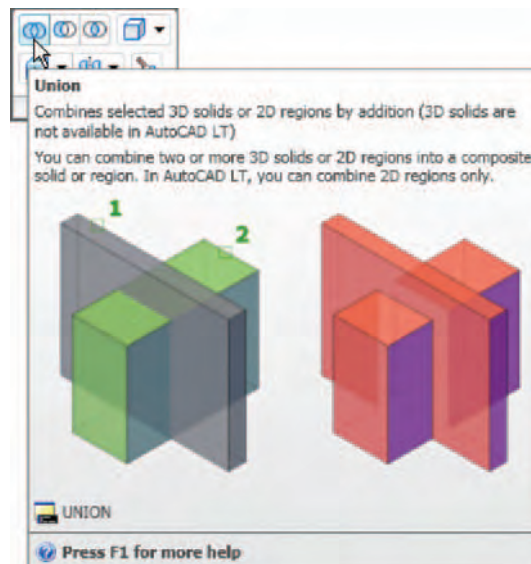 Union
Combines selected 3D solids or 2D regions by addition (3D solids are
not available in AutoCAD LT)
You can combine two or more 3D solids or 2D regions into a composite
solid or region. In AutoCAD LT, you can combine 2D regions only.
1
2
UNION
Press F1 for more help